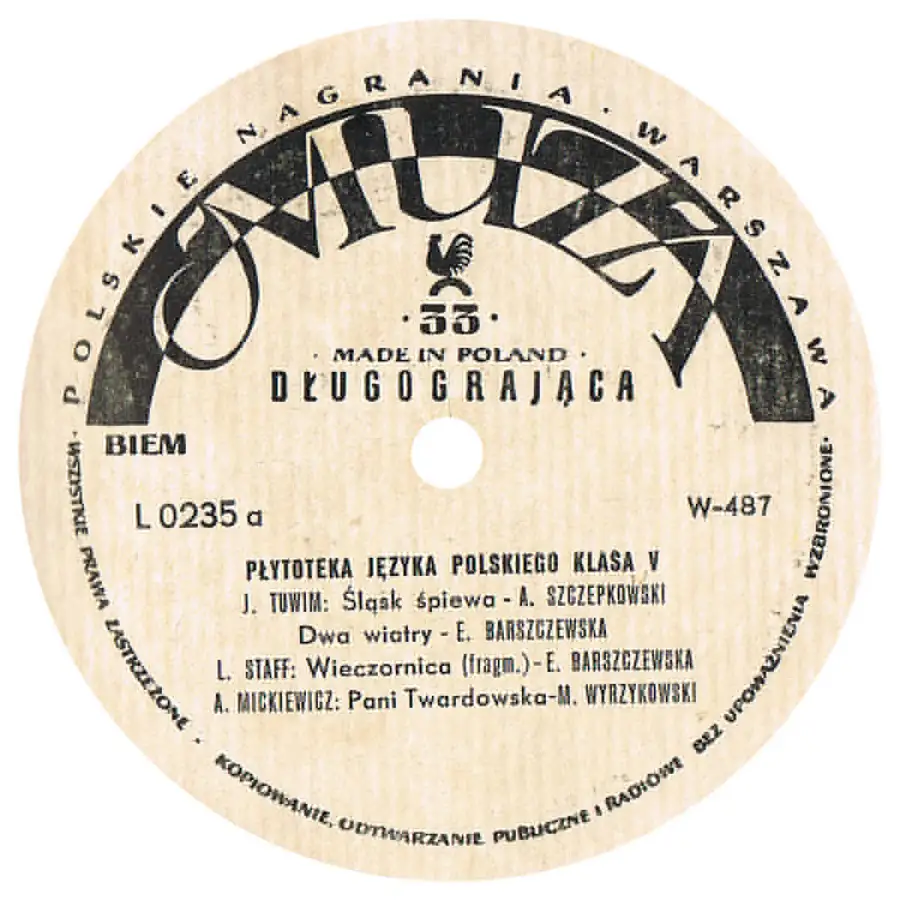 POLSKIE NAGRANIA · WARSZAWA
MUZA
· 33 ·
· MADE IN POLAND ·
DŁUGOGRAJĄCA
BIEM
L 0235 a
W-487
PŁYTOTEKA JĘZYKA POLSKIEGO KLASA V
J. TUWIM: Śląsk śpiewa - A. SZCZEPKOWSKI
Dwa wiatry - E. BARSZCZEWSKA
L. STAFF: Wieczornica (fragm.) - E. BARSZCZEWSKA
A. MICKIEWICZ: Pani Twardowska - M. WYRZYKOWSKI
· WSZYSTKIE PRAWA ZASTRZEŻONE · KOPIOWANIE, ODTWARZANIE PUBLICZNE I RADIOWE BEZ UPOWAŻNIENIA WZBRONIONE ·